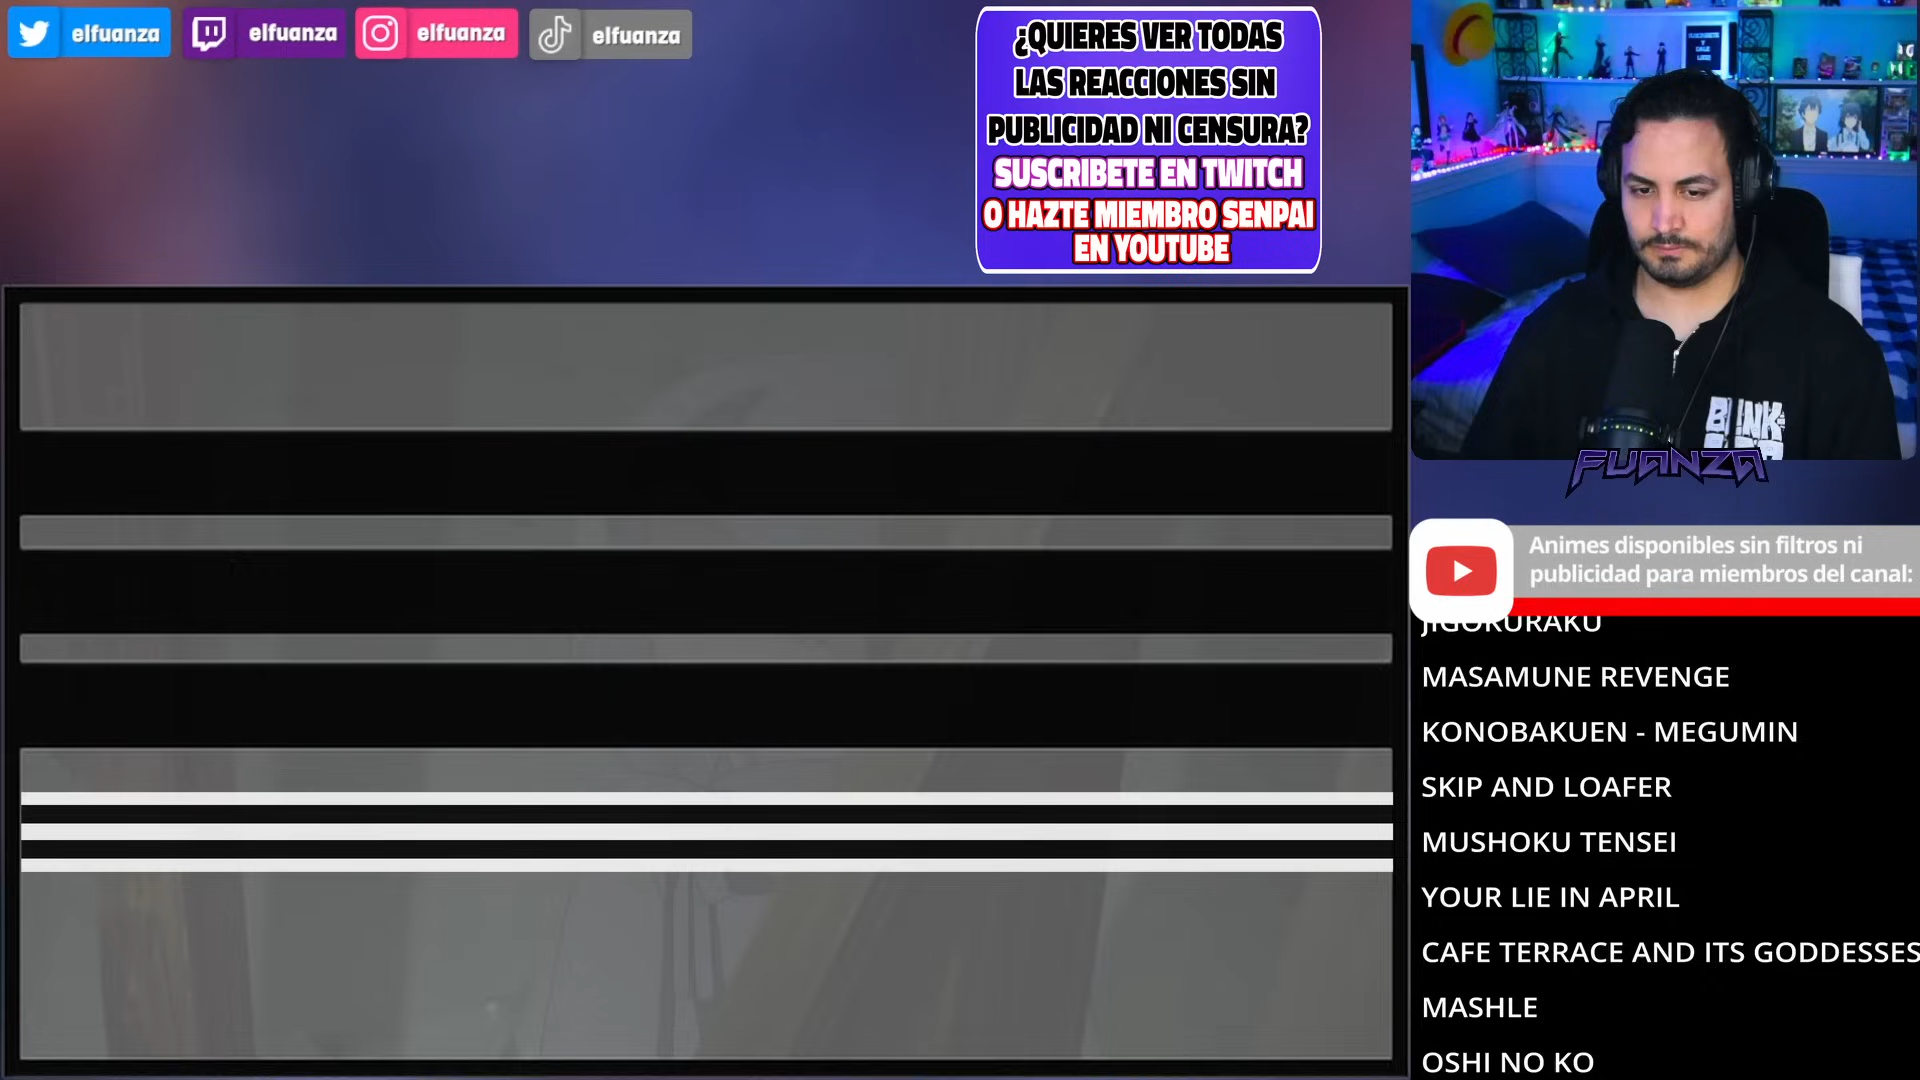 elfuanza
elfuanza
elfuanza
elfuanza
¿QUIERES VER TODAS
LAS REACCIONES SIN
PUBLICIDAD NI CENSURA?
SUSCRIBETE EN TWITCH
O HAZTE MIEMBRO SENPAI
EN YOUTUBE
FUANZA
Animes disponibles sin filtros ni
publicidad para miembros del canal:
JIGOKURAKU
MASAMUNE REVENGE
KONOBAKUEN - MEGUMIN
SKIP AND LOAFER
MUSHOKU TENSEI
YOUR LIE IN APRIL
CAFE TERRACE AND ITS GODDESSES
MASHLE
OSHI NO KO